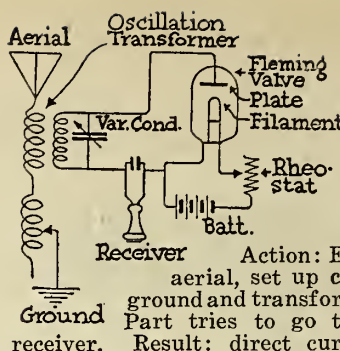 Aerial
Oscillation
Transformer
Fleming
Valve
Plate
Filament
Var. Cond.
Rheo-
stat
Batt.
Receiver
Ground
Action: E
aerial, set up c
ground and transfor
Part tries to go t
receiver. Result: direct cur